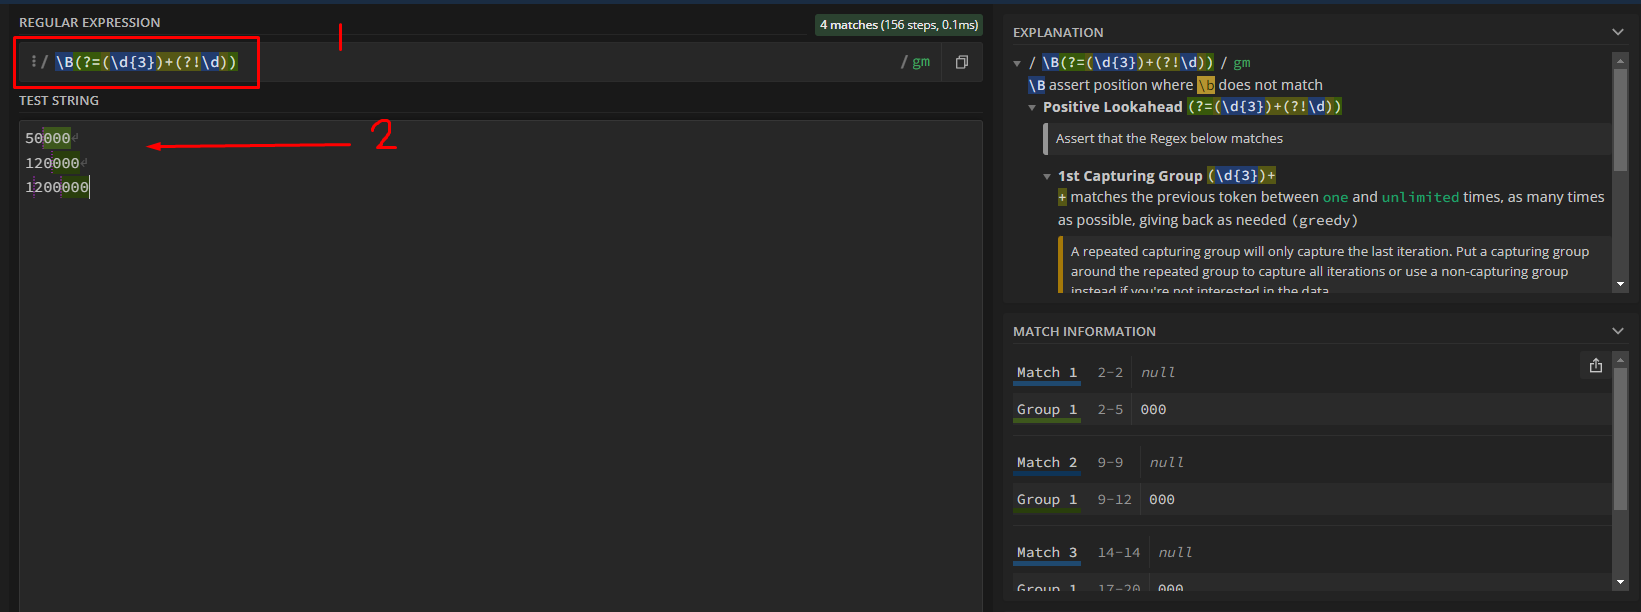 REGULAR EXPRESSION
1
4 matches (156 steps, 0.1ms)
/ \B(?=(\d{3})+(?!\d))
/ gm
TEST STRING
2
50000
120000
1200000
EXPLANATION
/ \B(?=(\d{3})+(?!\d)) / gm
\B assert position where \b does not match
Positive Lookahead (?=(\d{3})+(?!\d))
Assert that the Regex below matches
1st Capturing Group (\d{3})+
+ matches the previous token between one and unlimited times, as many times
as possible, giving back as needed (greedy)
A repeated capturing group will only capture the last iteration. Put a capturing group
around the repeated group to capture all iterations or use a non-capturing group
instead if you're not interested in the data
MATCH INFORMATION
Match 1 2-2 null
Group 1 2-5 000
Match 2 9-9 null
Group 1 9-12 000
Match 3 14-14 null
Group 1 17-20 000